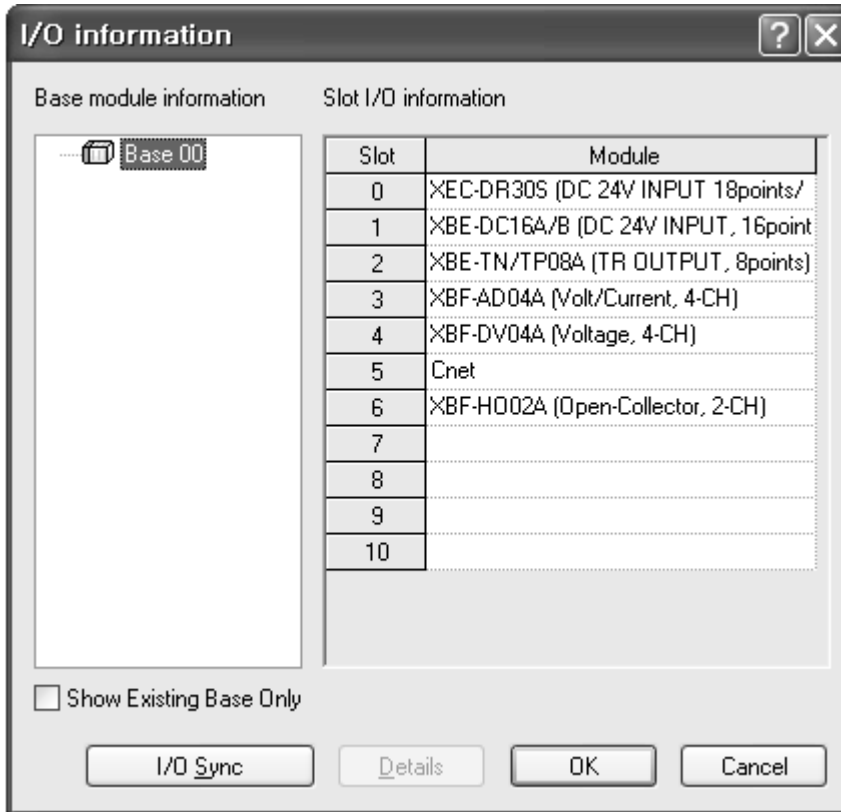 I/O information
Base module information
Slot I/O information
Base 00
Slot Module
0 XEC-DR30S (DC 24V INPUT 18points/
1 XBE-DC16A/B (DC 24V INPUT, 16point
2 XBE-TN/TP08A (TR OUTPUT, 8points)
3 XBF-AD04A (Volt/Current, 4-CH)
4 XBF-DV04A (Voltage, 4-CH)
5 Cnet
6 XBF-HO02A (Open-Collector, 2-CH)
7
8
9
10
Show Existing Base Only
I/O Sync Details OK Cancel